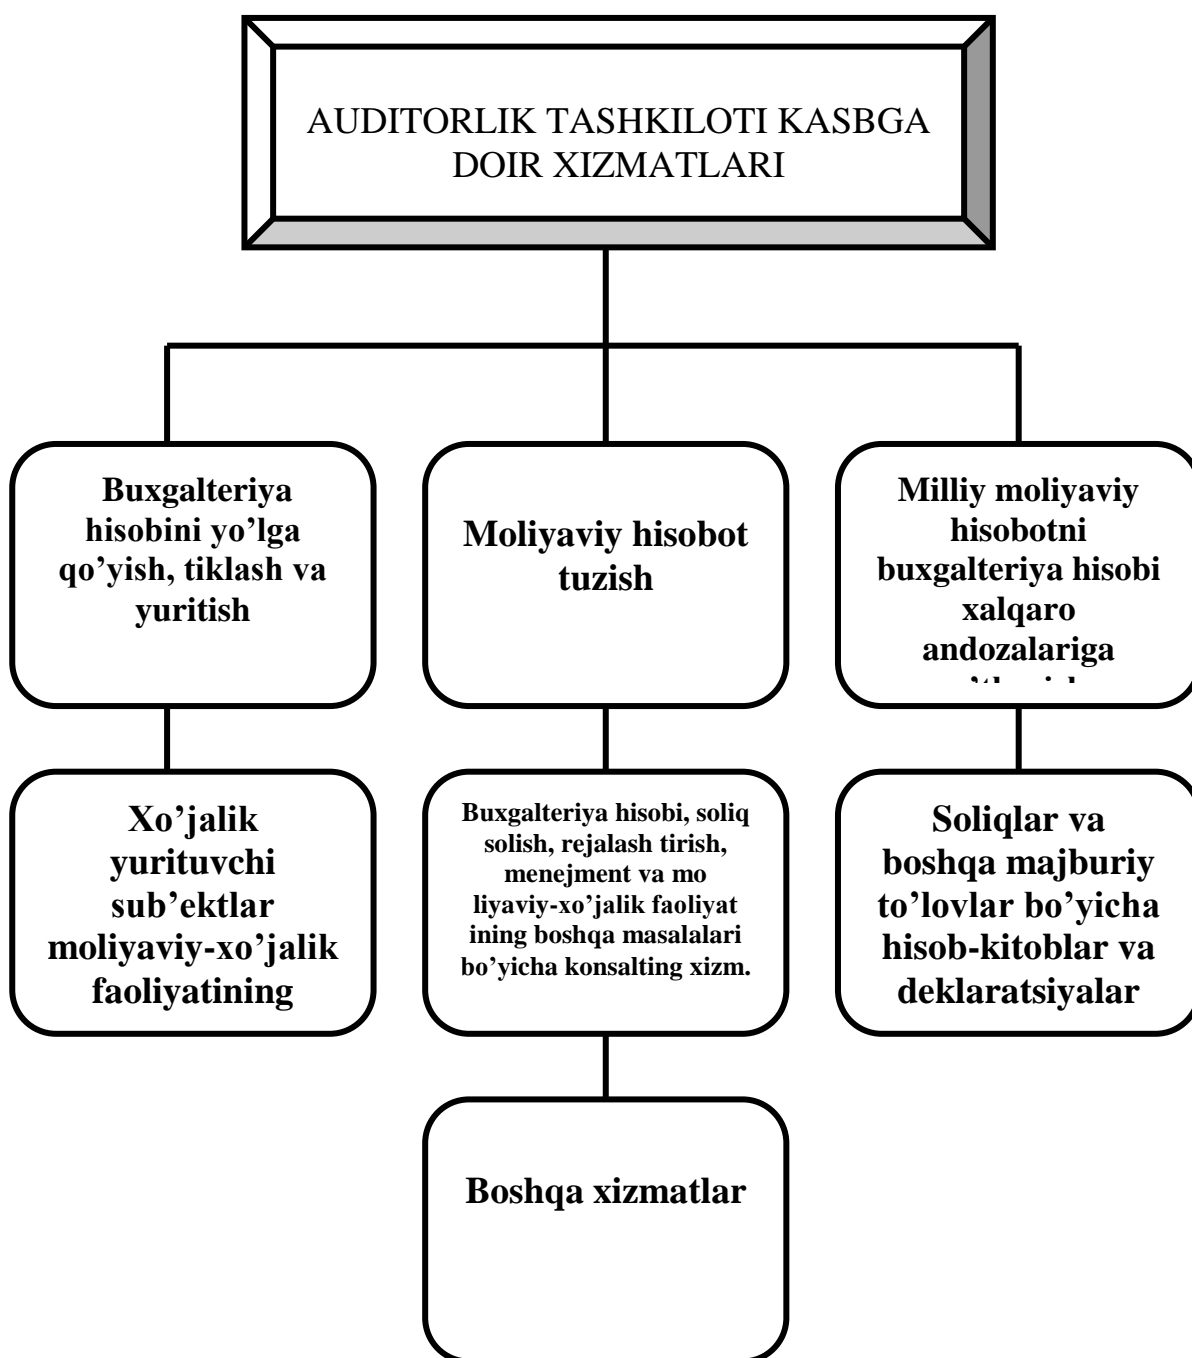 AUDITORLIK TASHKILOTI KASBGA
DOIR XIZMATLARI
Buxgalteriya
hisobini yo’lga
qo’yish, tiklash va
yuritish
Moliyaviy hisobot
tuzish
Milliy moliyaviy
hisobotni
buxgalteriya hisobi
xalqaro
andozalariga
Xo’jalik
yurituvchi
sub’ektlar
moliyaviy-xo’jalik
faoliyatining
Buxgalteriya hisobi, soliq
solish, rejalash tirish,
menejment va mo
liyaviy-xo’jalik faoliyat
ining boshqa masalalari
bo’yicha konsalting xizm.
Soliqlar va
boshqa majburiy
to’lovlar bo’yicha
hisob-kitoblar va
deklaratsiyalar
Boshqa xizmatlar